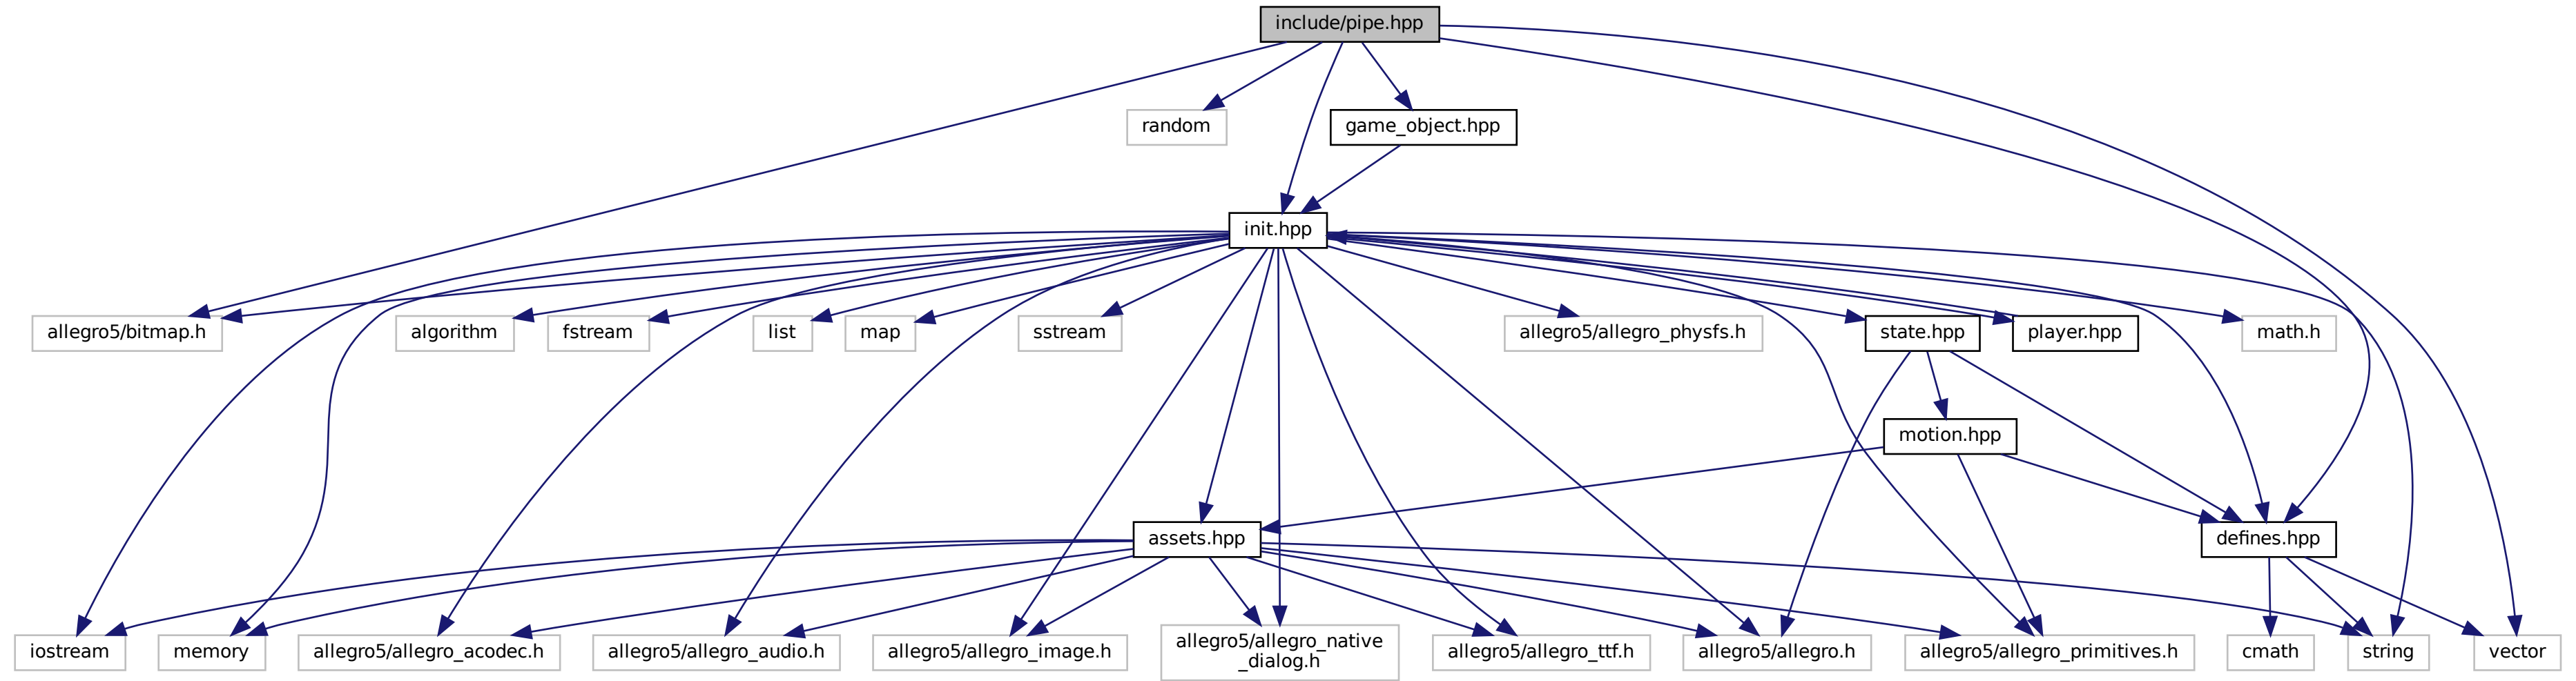 include/pipe.hpp
random
game_object.hpp
init.hpp
allegro5/bitmap.h
algorithm
fstream
list
map
sstream
allegro5/allegro_physfs.h
state.hpp
player.hpp
math.h
motion.hpp
assets.hpp
defines.hpp
iostream
memory
allegro5/allegro_acodec.h
allegro5/allegro_audio.h
allegro5/allegro_image.h
allegro5/allegro_native
_dialog.h
allegro5/allegro_ttf.h
allegro5/allegro.h
allegro5/allegro_primitives.h
cmath
string
vector